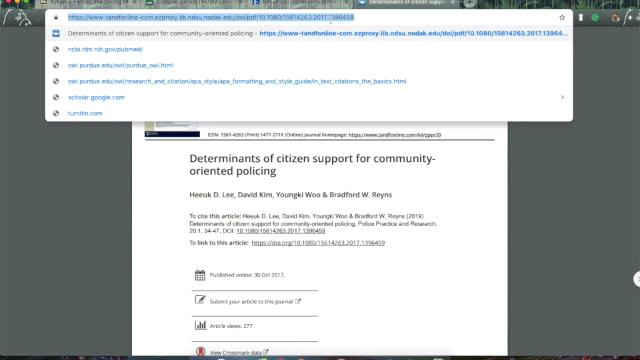 Determinants of citizen suppor
https://www-tandfonline-com.ezproxy.lib.ndsu.nodak.edu/doi/pdf/10.1080/15614263.2017.1396459
Determinants of citizen support for community-oriented policing – https://www-tandfonline-com.ezproxy.lib.ndsu.nodak.edu/doi/pdf/10.1080/15614263.2017.1396...
ncbi.nlm.nih.gov/pubmed/
owl.purdue.edu/owl/purdue_owl.html
owl.purdue.edu/owl/research_and_citation/apa_style/apa_formatting_and_style_guide/in_text_citations_the_basics.html
scholar.google.com
turnitin.com
ISSN: 1561-4263 (Print) 1477-271X (Online) Journal homepage: https://www.tandfonline.com/loi/gppr20
Determinants of citizen support for community-
oriented policing
Heeuk D. Lee, David Kim, Youngki Woo & Bradford W. Reyns
To cite this article: Heeuk D. Lee, David Kim, Youngki Woo & Bradford W. Reyns (2019)
Determinants of citizen support for community-oriented policing, Police Practice and Research,
20:1, 34-47, DOI: 10.1080/15614263.2017.1396459
To link to this article: https://doi.org/10.1080/15614263.2017.1396459
Published online: 30 Oct 2017.
Submit your article to this journal
Article views: 277
View Crossmark data